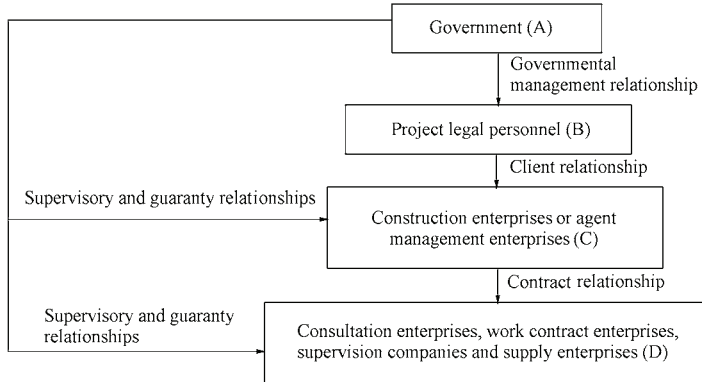 Government (A)
Governmental
management relationship
Project legal personnel (B)
Client relationship
Supervisory and guaranty relationships
Construction enterprises or agent
management enterprises (C)
Contract relationship
Supervisory and guaranty
relationships
Consultation enterprises, work contract enterprises,
supervision companies and supply enterprises (D)